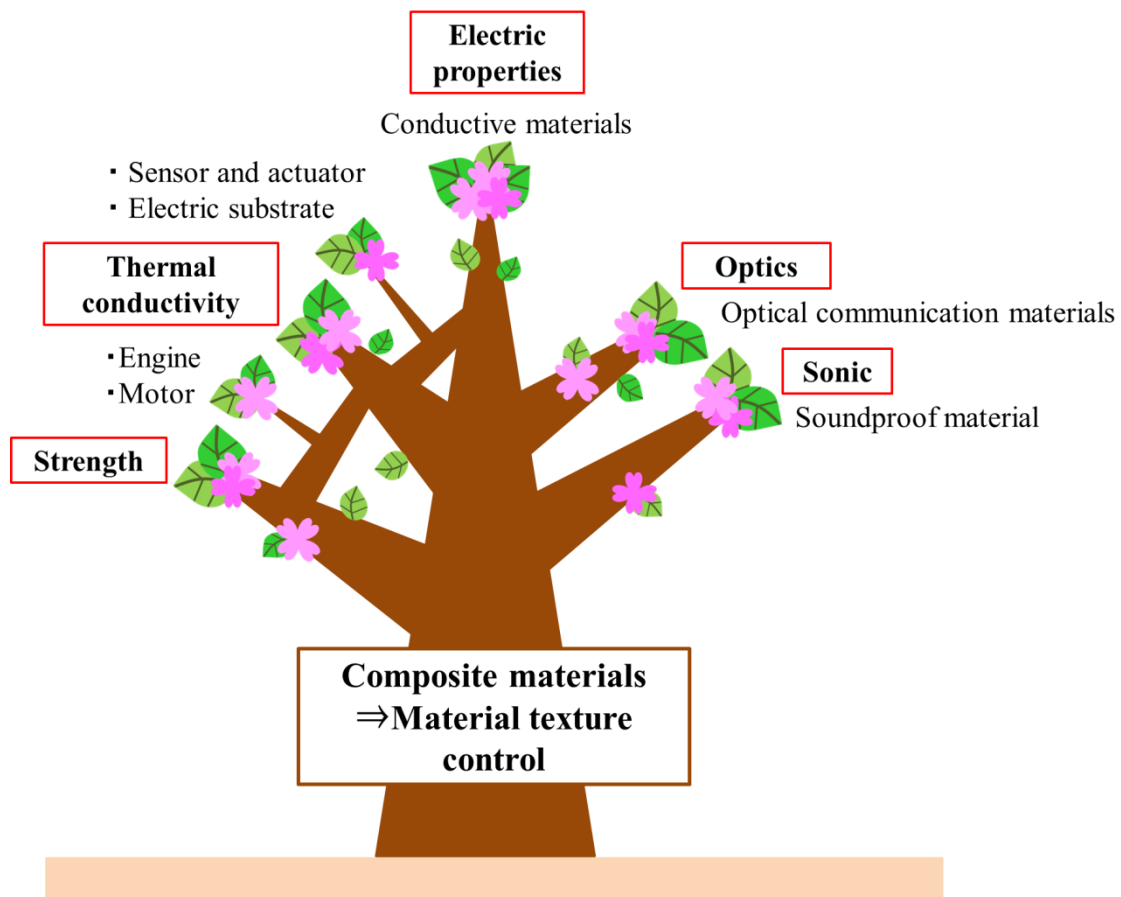 Electric
properties
Conductive materials
・Sensor and actuator
・Electric substrate
Thermal
conductivity
・Engine
・Motor
Strength
Optics
Optical communication materials
Sonic
Soundproof material
Composite materials
⇒Material texture
control